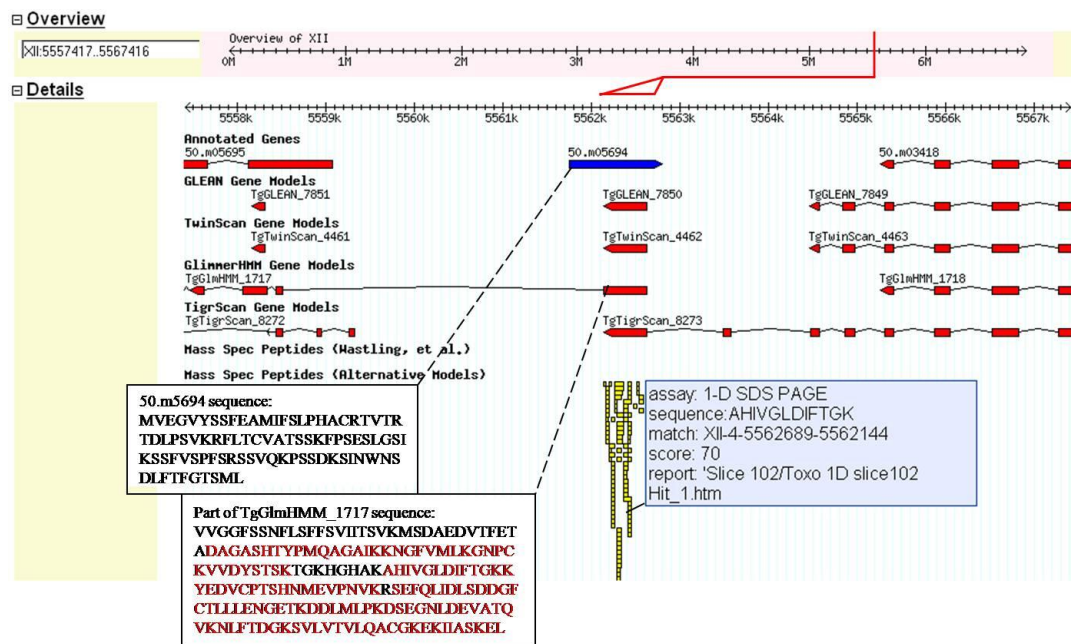 Overview
XII:5557417..5567416
Overview of XII
0M 1M 2M 3M 4M 5M 6M
Details
5558k 5559k 5560k 5561k 5562k 5563k 5564k 5565k 5566k 5567k
Annotated Genes
50.m05695 50.m05694 50.m03418
GLEAN Gene Models
TgGLEAN_7851 TgGLEAN_7850 TgGLEAN_7849
TwinScan Gene Models
TgTwinScan_4461 TgTwinScan_4462 TgTwinScan_4463
GlimmerHMM Gene Models
TgGlmHMM_1717 TgGlmHMM_1718
TigrScan Gene Models
TgTigrScan_8272 TgTigrScan_8273
Mass Spec Peptides (Wastling, et al.)
Mass Spec Peptides (Alternative Models)
50.m5694 sequence:
MVEGVYSSFEAMIFSLPHACRTVTR
TDLPSVKRFLTCVATSSKFPSESLGSI
KSSFVSPFSRSSVQKPSSDKSINWNS
DLFTFGTSML
assay: 1-D SDS PAGE
sequence:AHIVGLDIFTGK
match: XII-4-5562689-5562144
score: 70
report: 'Slice 102/Toxo 1D slice102
Hit_1.htm
Part of TgGlmHMM_1717 sequence:
VVGGFSSNFLSFFSVIITSVKMSDAEDVTFET
ADAGASHTYPMQAGAIKKNGFVMLKGNPC
KVVDYSTSKTGKHGHAKAHIVGLDIFTGKK
YEDVCPTSHNMEVPNVKRSEFQLIDLSDDGF
CTLLLENGETKDDLMLPKDSEGNLDEVATQ
VKNLFTDGKSVLVTVLQACGKEKIIASKEL